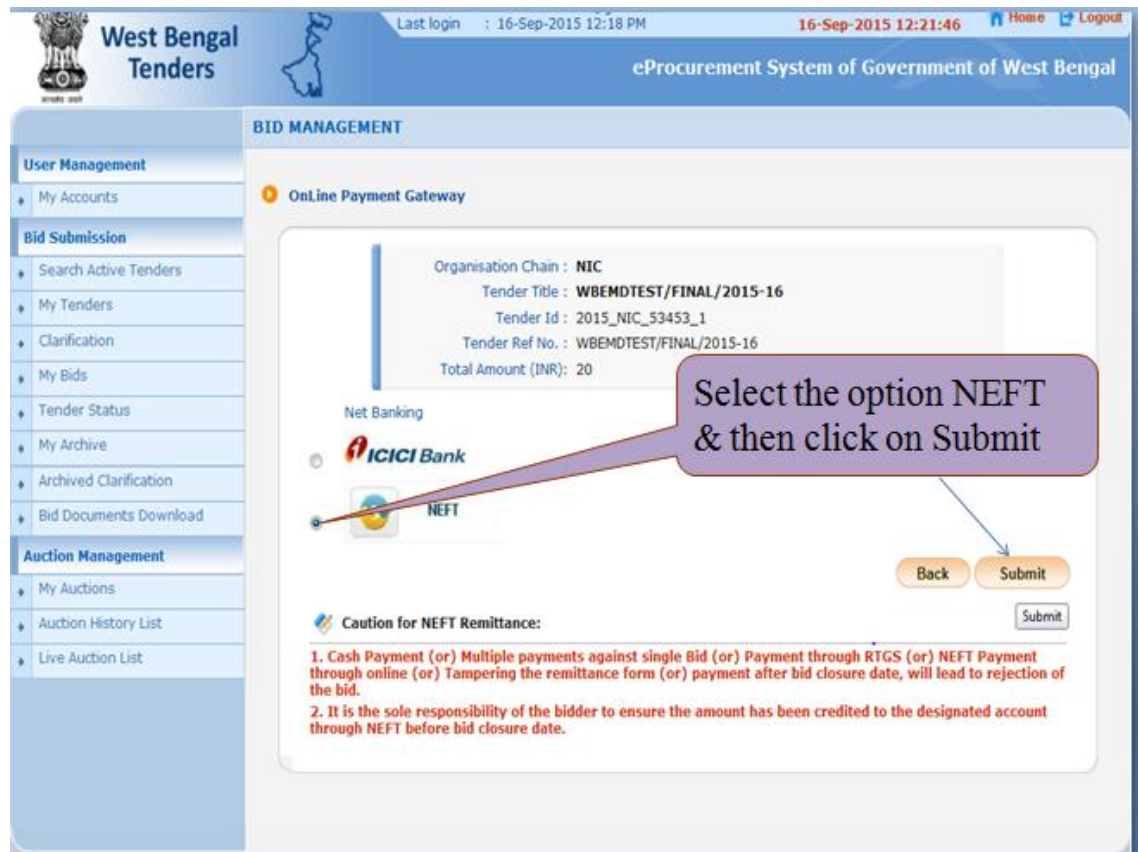 West Bengal
Tenders
Last login : 16-Sep-2015 12:18 PM
16-Sep-2015 12:21:46
Home
Logout
eProcurement System of Government of West Bengal
BID MANAGEMENT
User Management
My Accounts
Bid Submission
Search Active Tenders
My Tenders
Clarification
My Bids
Tender Status
My Archive
Archived Clarification
Bid Documents Download
Auction Management
My Auctions
Auction History List
Live Auction List
OnLine Payment Gateway
Organisation Chain : NIC
Tender Title : WBEMDTEST/FINAL/2015-16
Tender Id : 2015_NIC_53453_1
Tender Ref No. : WBEMDTEST/FINAL/2015-16
Total Amount (INR): 20
Select the option NEFT
& then click on Submit
Net Banking
ICICI Bank
NEFT
Back
Submit
Submit
Caution for NEFT Remittance:
1. Cash Payment (or) Multiple payments against single Bid (or) Payment through RTGS (or) NEFT Payment
through online (or) Tampering the remittance form (or) payment after bid closure date, will lead to rejection of
the bid.
2. It is the sole responsibility of the bidder to ensure the amount has been credited to the designated account
through NEFT before bid closure date.